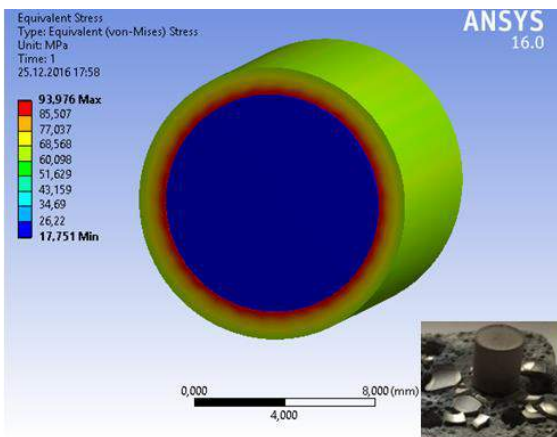 Equivalent Stress
Type: Equivalent (von-Mises) Stress
Unit: MPa
Time: 1
25.12.2016 17:58
ANSYS
16.0
93,976 Max
85,507
77,037
68,568
60,098
51,629
43,159
34,69
26,22
17,751 Min
0,000
8,000 (mm)
4,000